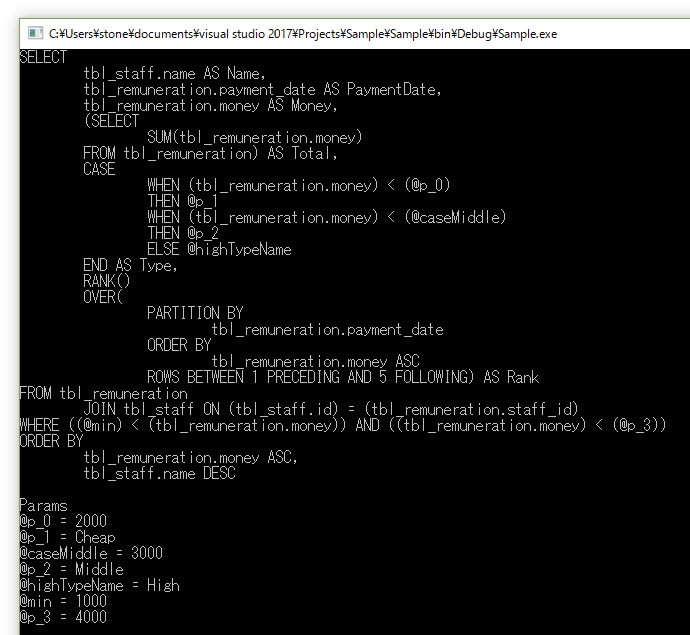 C:¥Users¥stone¥documents¥visual studio 2017¥Projects¥Sample¥Sample¥bin¥Debug¥Sample.exe
SELECT
tbl_staff.name AS Name,
tbl_remuneration.payment_date AS PaymentDate,
tbl_remuneration.money AS Money,
(SELECT
SUM(tbl_remuneration.money)
FROM tbl_remuneration) AS Total,
CASE
WHEN (tbl_remuneration.money) < (@p_0)
THEN @p_1
WHEN (tbl_remuneration.money) < (@caseMiddle)
THEN @p_2
ELSE @highTypeName
END AS Type,
RANK()
OVER(
PARTITION BY
tbl_remuneration.payment_date
ORDER BY
tbl_remuneration.money ASC
ROWS BETWEEN 1 PRECEDING AND 5 FOLLOWING) AS Rank
FROM tbl_remuneration
JOIN tbl_staff ON (tbl_staff.id) = (tbl_remuneration.staff_id)
WHERE ((@min) < (tbl_remuneration.money)) AND ((tbl_remuneration.money) < (@p_3))
ORDER BY
tbl_remuneration.money ASC,
tbl_staff.name DESC
Params
@p_0 = 2000
@p_1 = Cheap
@caseMiddle = 3000
@p_2 = Middle
@highTypeName = High
@min = 1000
@p_3 = 4000